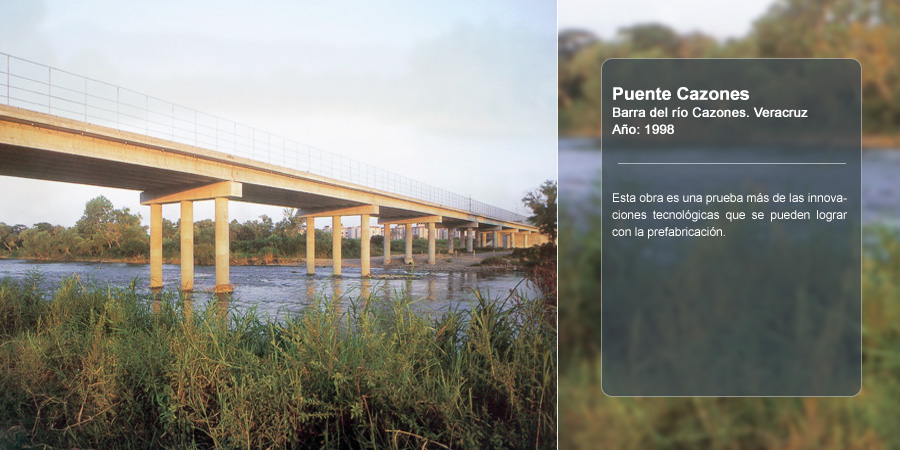 Puente Cazones
Barra del río Cazones. Veracruz
Año: 1998
Esta obra es una prueba más de las innova-
ciones tecnológicas que se pueden lograr
con la prefabricación.